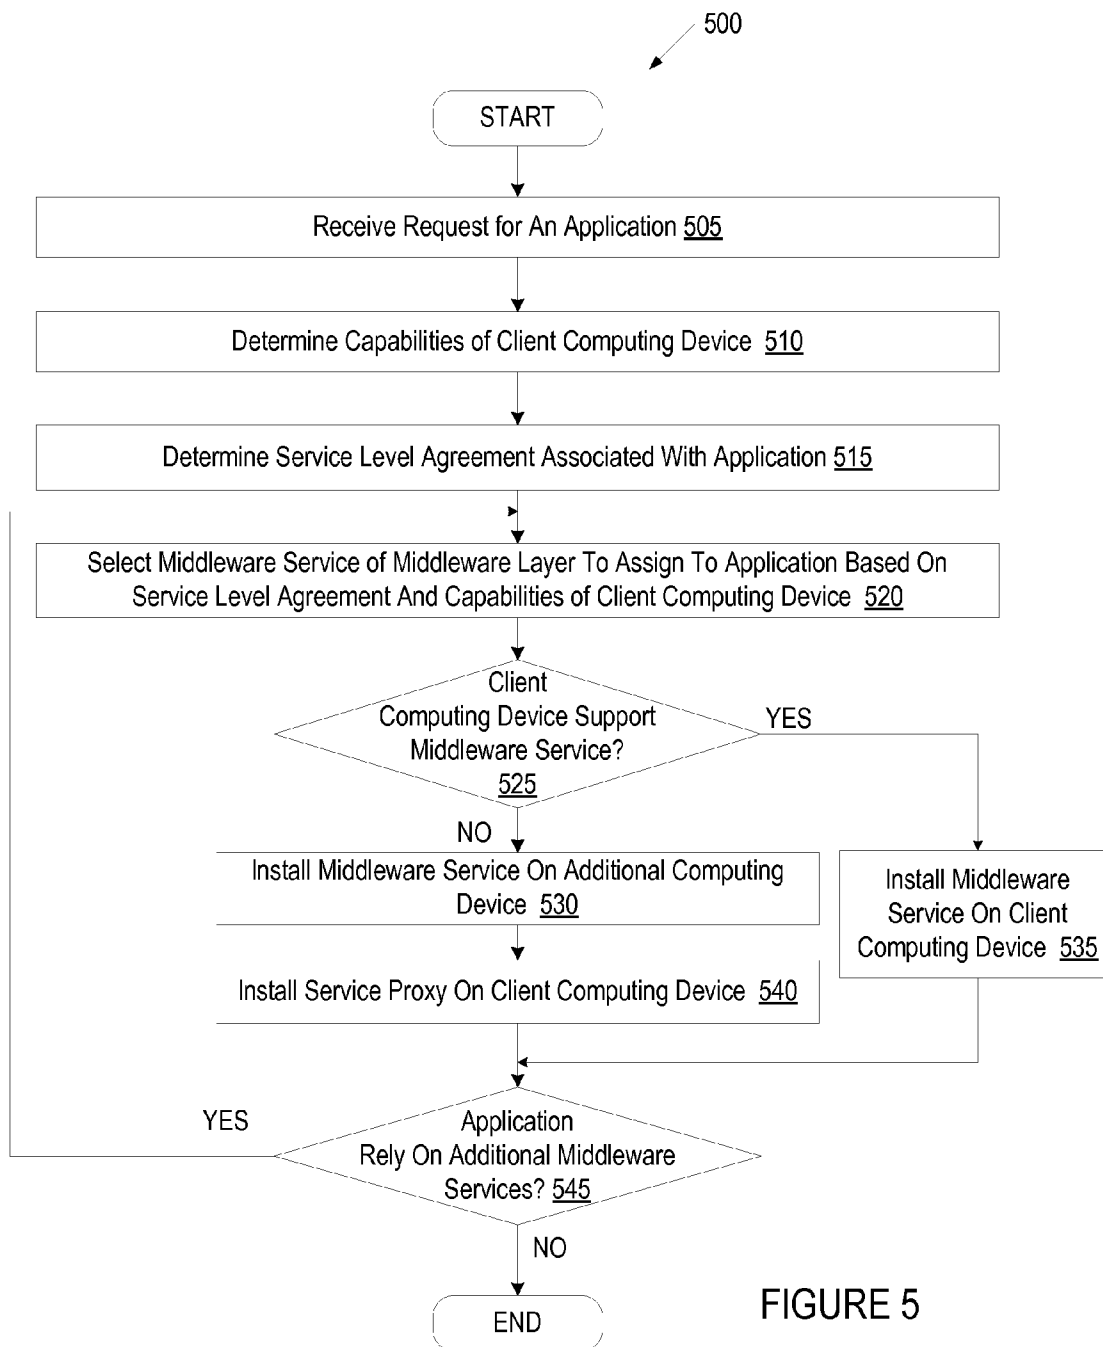 500
START
Receive Request for An Application 505
Determine Capabilities of Client Computing Device 510
Determine Service Level Agreement Associated With Application 515
Select Middleware Service of Middleware Layer To Assign To Application Based On
Service Level Agreement And Capabilities of Client Computing Device 520
Client
Computing Device Support
Middleware Service?
525
YES
NO
Install Middleware Service On Additional Computing
Device 530
Install Middleware
Service On Client
Computing Device 535
Install Service Proxy On Client Computing Device 540
YES
Application
Rely On Additional Middleware
Services? 545
NO
END
FIGURE 5